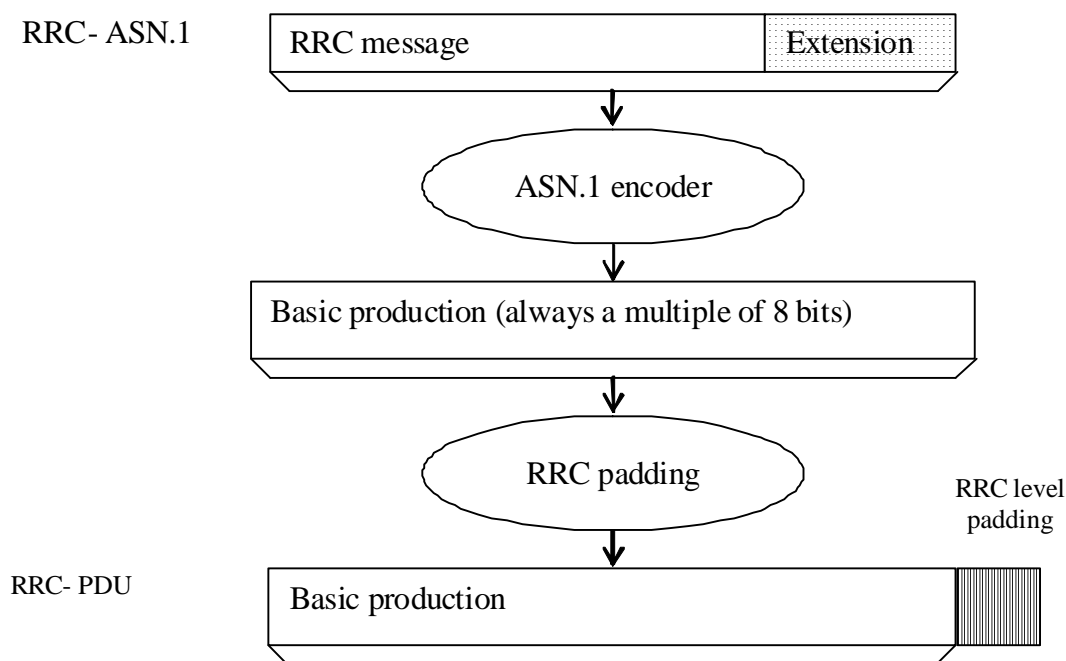 RRC- ASN.1
RRC message
Extension
ASN.1 encoder
Basic production (always a multiple of 8 bits)
RRC padding
RRC level
padding
RRC- PDU
Basic production